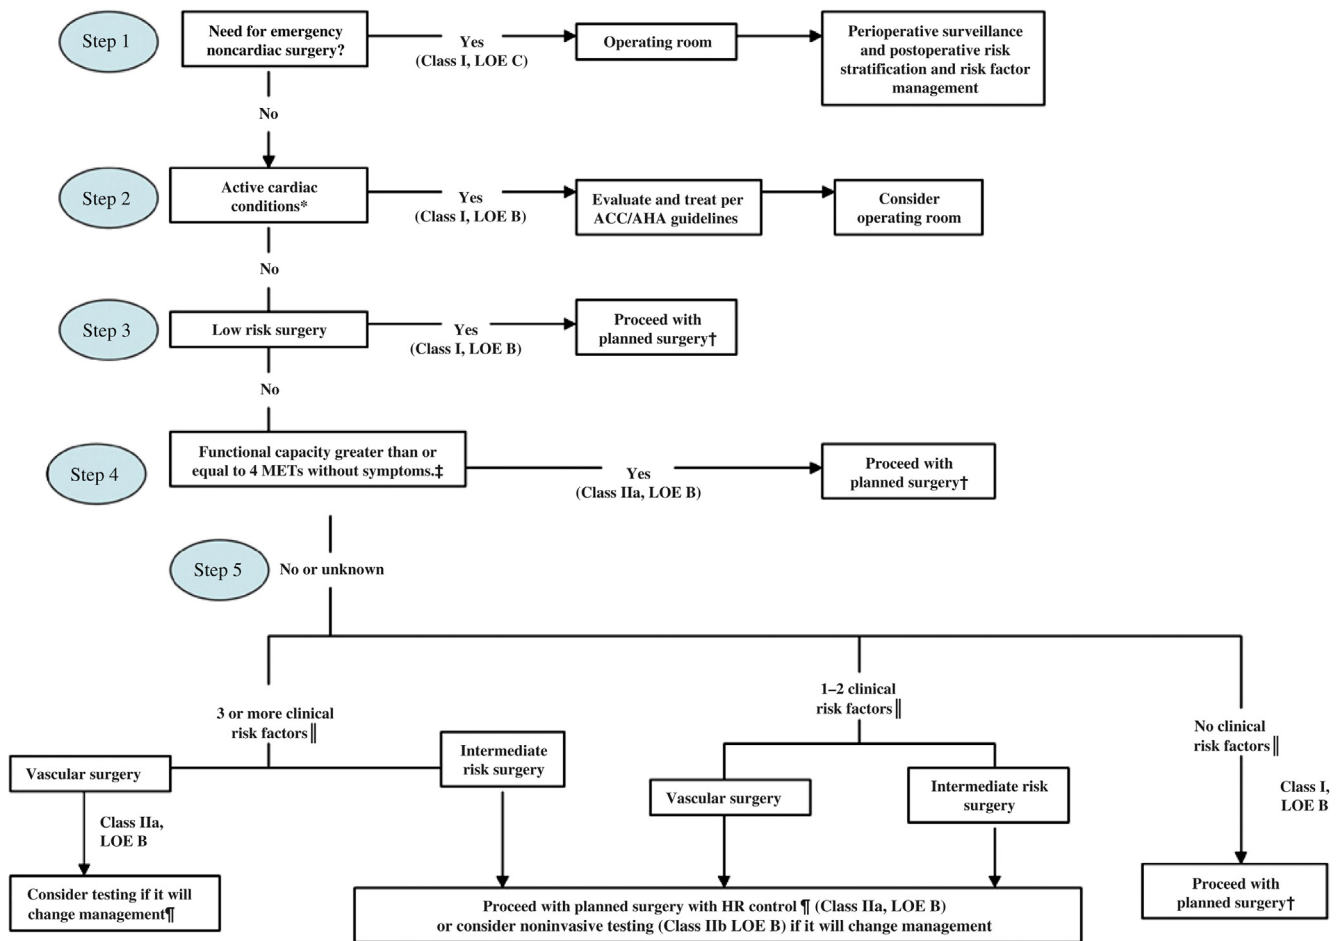 Step 1
Need for emergency
noncardiac surgery?
Yes
(Class I, LOE C)
Operating room
Perioperative surveillance
and postoperative risk
stratification and risk factor
management
No
Step 2
Active cardiac
conditions*
Yes
(Class I, LOE B)
Evaluate and treat per
ACC/AHA guidelines
Consider
operating room
No
Step 3
Low risk surgery
Yes
(Class I, LOE B)
Proceed with
planned surgery†
No
Step 4
Functional capacity greater than or
equal to 4 METs without symptoms.‡
Yes
(Class IIa, LOE B)
Proceed with
planned surgery†
Step 5
No or unknown
3 or more clinical
risk factors‖
Vascular surgery
Intermediate
risk surgery
Class IIa,
LOE B
Consider testing if it will
change management¶
1–2 clinical
risk factors‖
Vascular surgery
Intermediate risk
surgery
Proceed with planned surgery with HR control ¶ (Class IIa, LOE B)
or consider noninvasive testing (Class IIb LOE B) if it will change management
No clinical
risk factors‖
Class I,
LOE B
Proceed with
planned surgery†